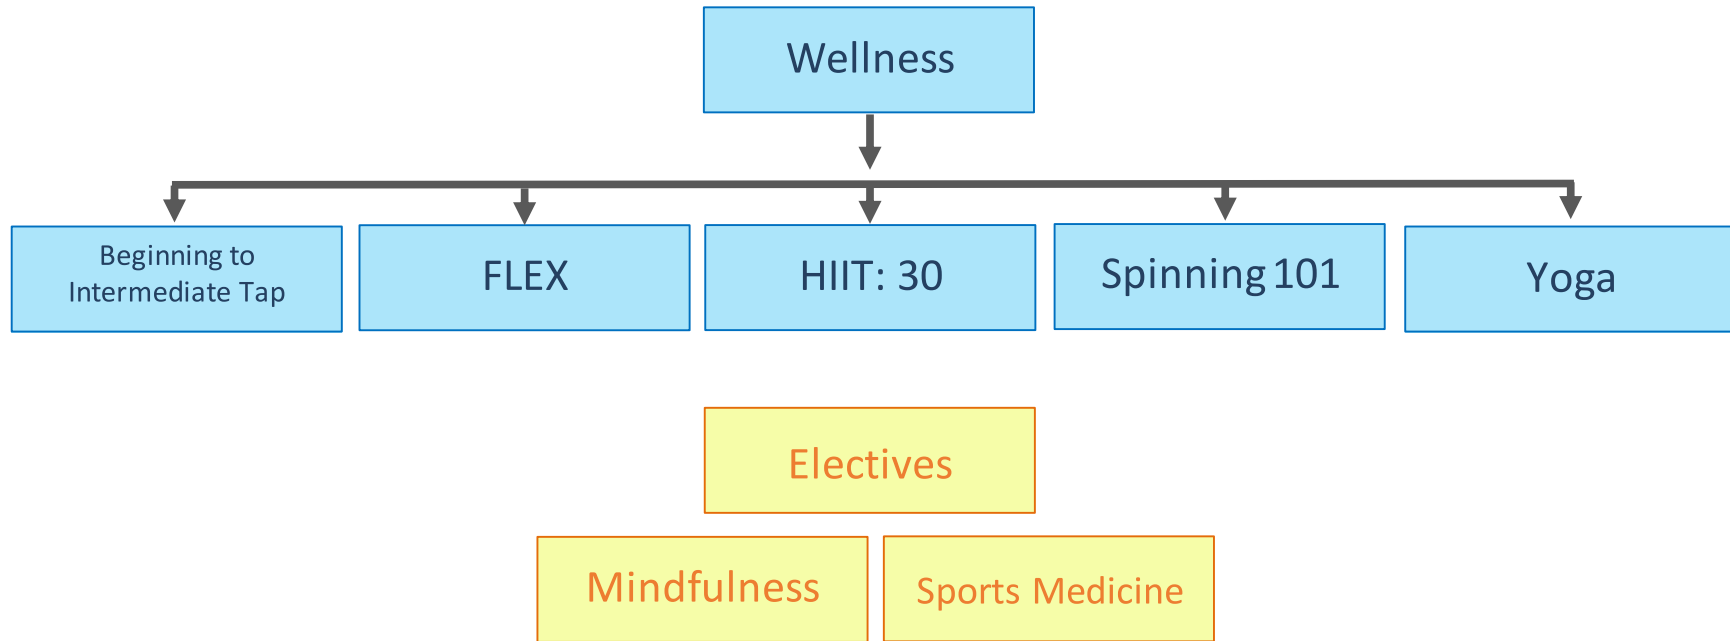 Wellness
Beginning to
Intermediate Tap
FLEX
HIIT: 30
Spinning 101
Yoga
Electives
Mindfulness
Sports Medicine